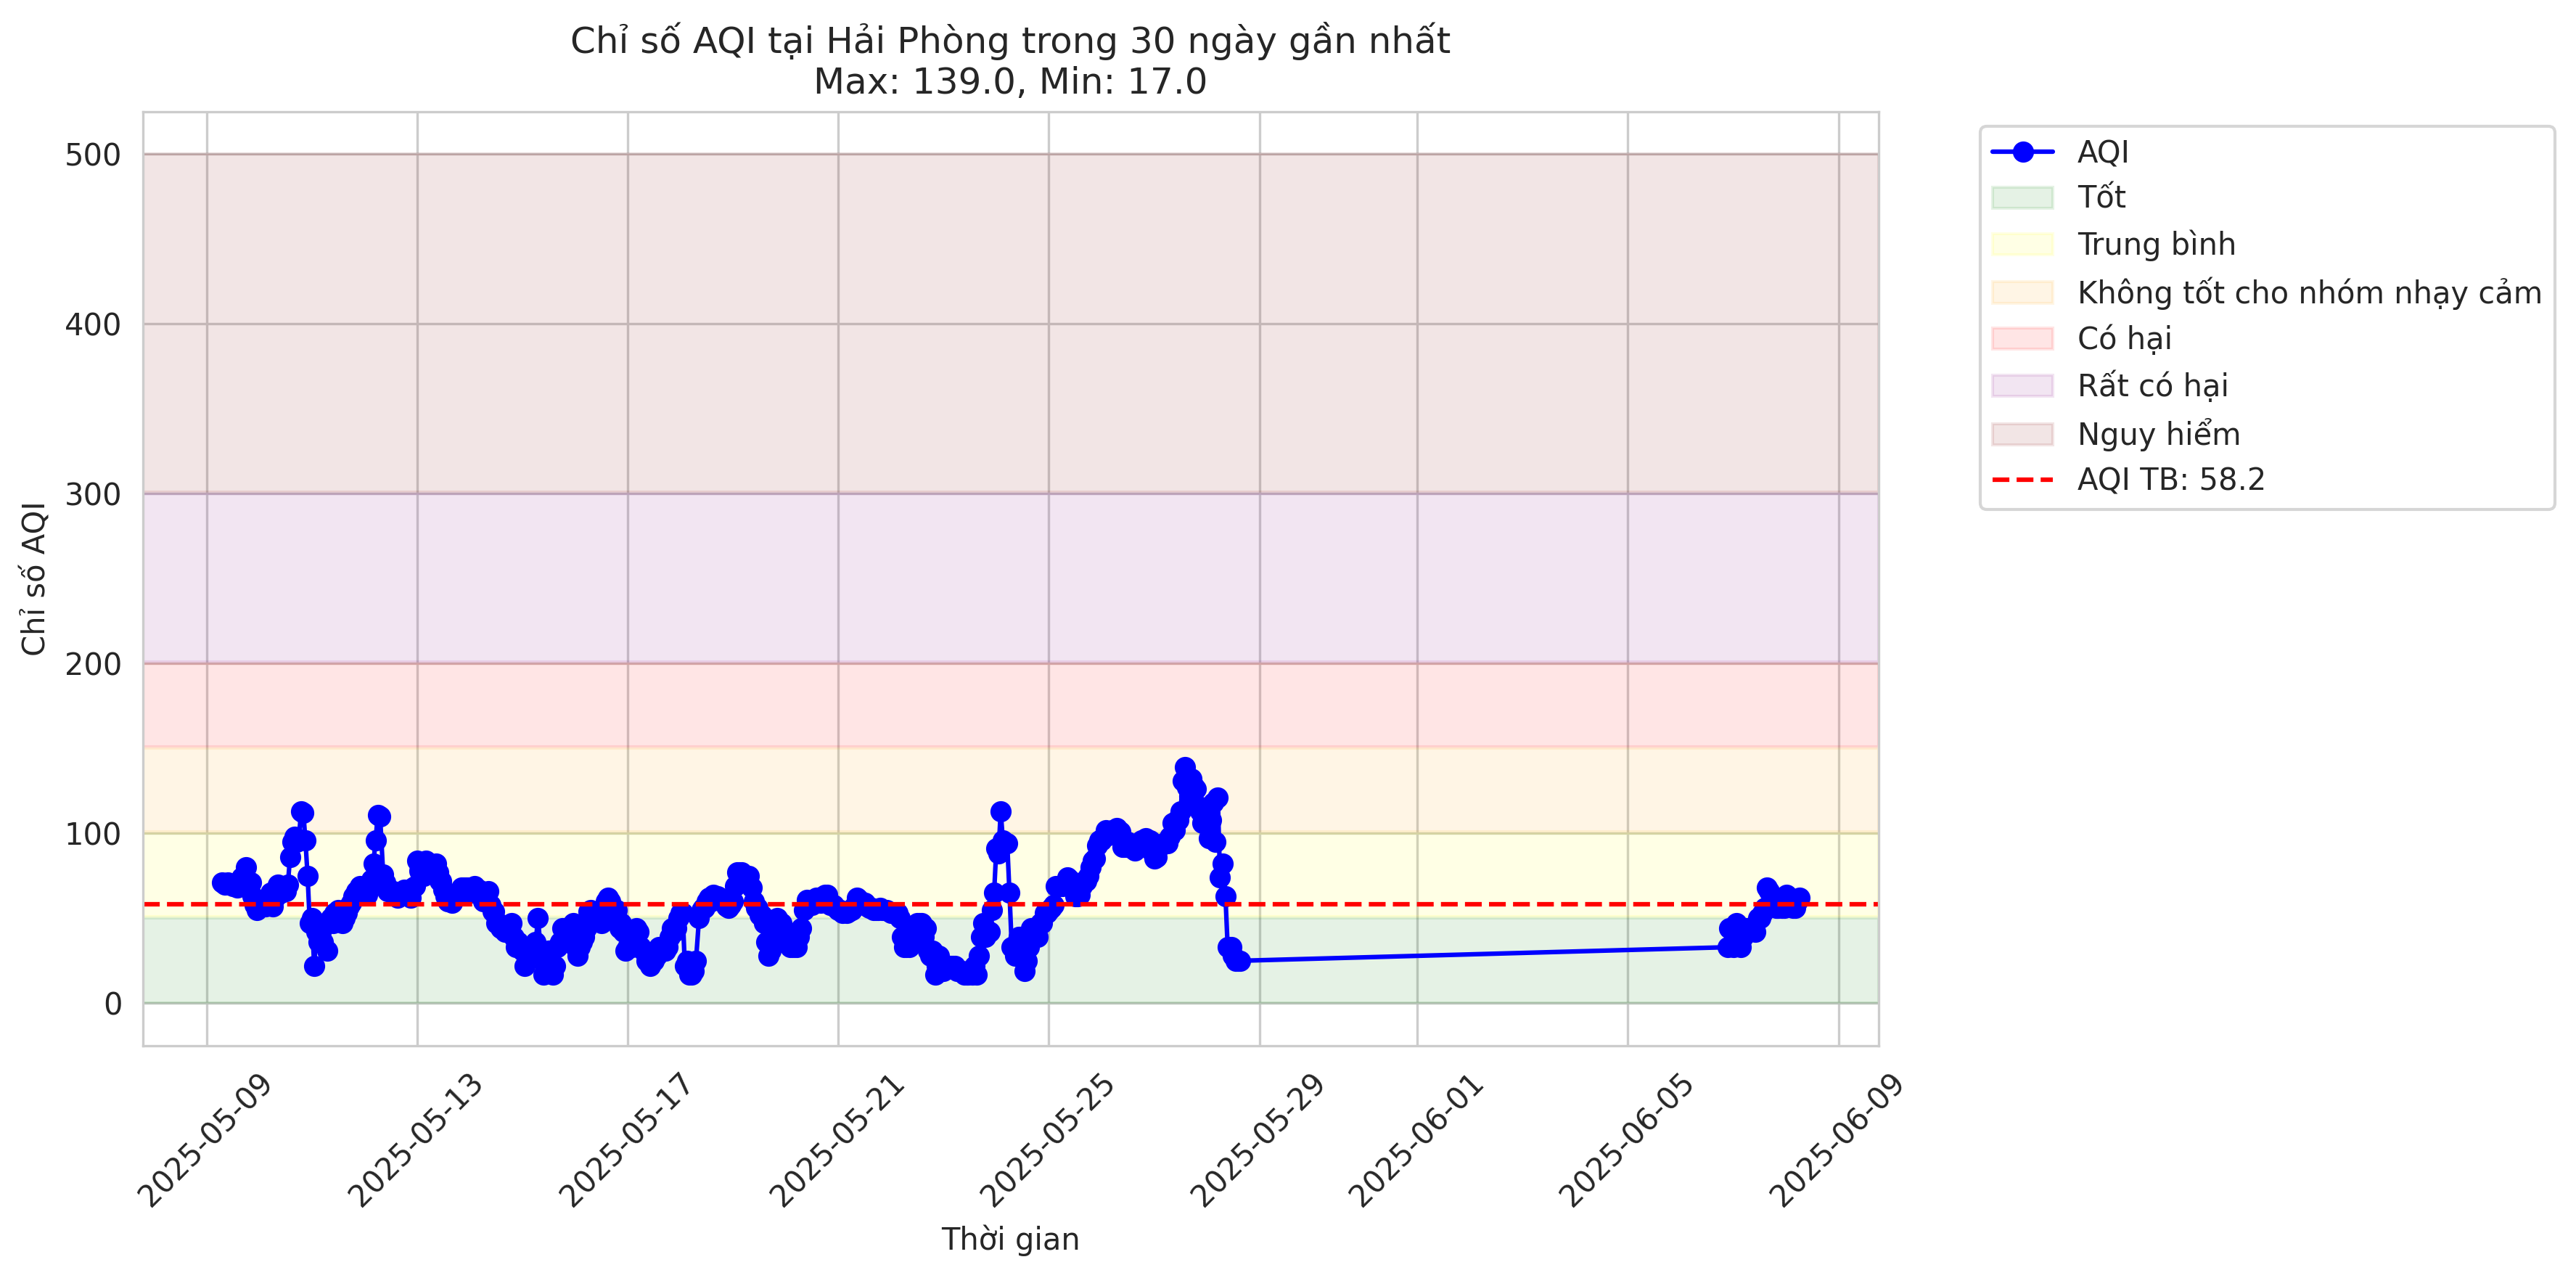 Chỉ số AQI tại Hải Phòng trong 30 ngày gần nhất
Max: 139.0, Min: 17.0
Chỉ số AQI
500
400
300
200
100
0
2025-05-09
2025-05-13
2025-05-17
2025-05-21
2025-05-25
2025-05-29
2025-06-01
2025-06-05
2025-06-09
Thời gian
AQI
Tốt
Trung bình
Không tốt cho nhóm nhạy cảm
Có hại
Rất có hại
Nguy hiểm
AQI TB: 58.2